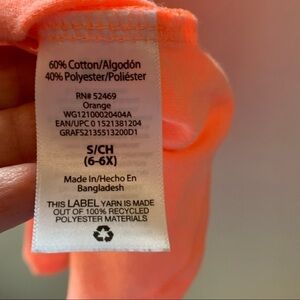 60% Cotton/Algodón
40% Polyester/Poliéster
RN# 52469
Orange
WG12100020404A
EAN/UPC 0 1521381204
GRAFS2135513200D1
S/CH
(6-6X)
Made In/Hecho En
Bangladesh
THIS LABEL YARN IS MADE
OUT OF 100% RECYCLED
POLYESTER MATERIALS